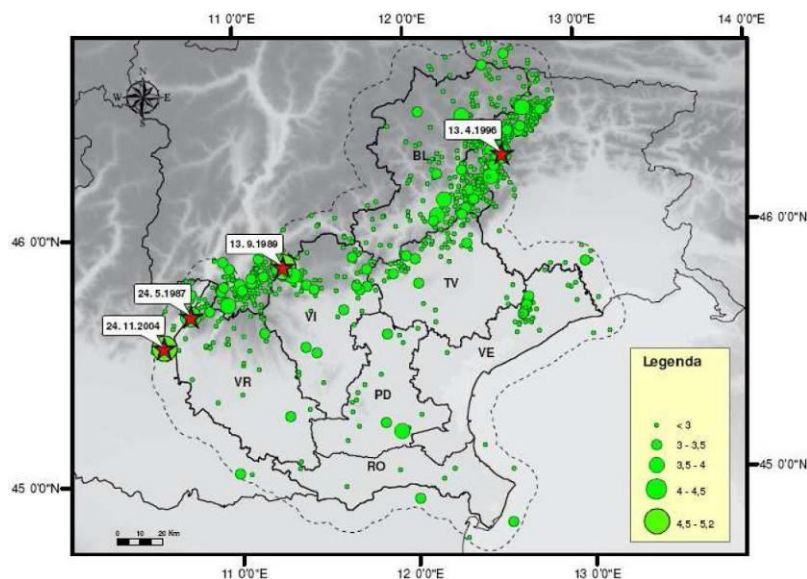 11 0'0"E 12 0'0"E 13 0'0"E 14 0'0"E
N
W E
S
13. 4.1996
BL
46 0'0"N 46 0'0"N
13. 9.1989
TV
24. 5.1987
VI
24. 11.2004
VE
Legenda
VR
PD
< 3
3 - 3,5
RO
3,5 - 4
45 0'0"N 45 0'0"N
4 - 4,5
4,5 - 5,2
0 10 20 Km
11 0'0"E 12 0'0"E 13 0'0"E